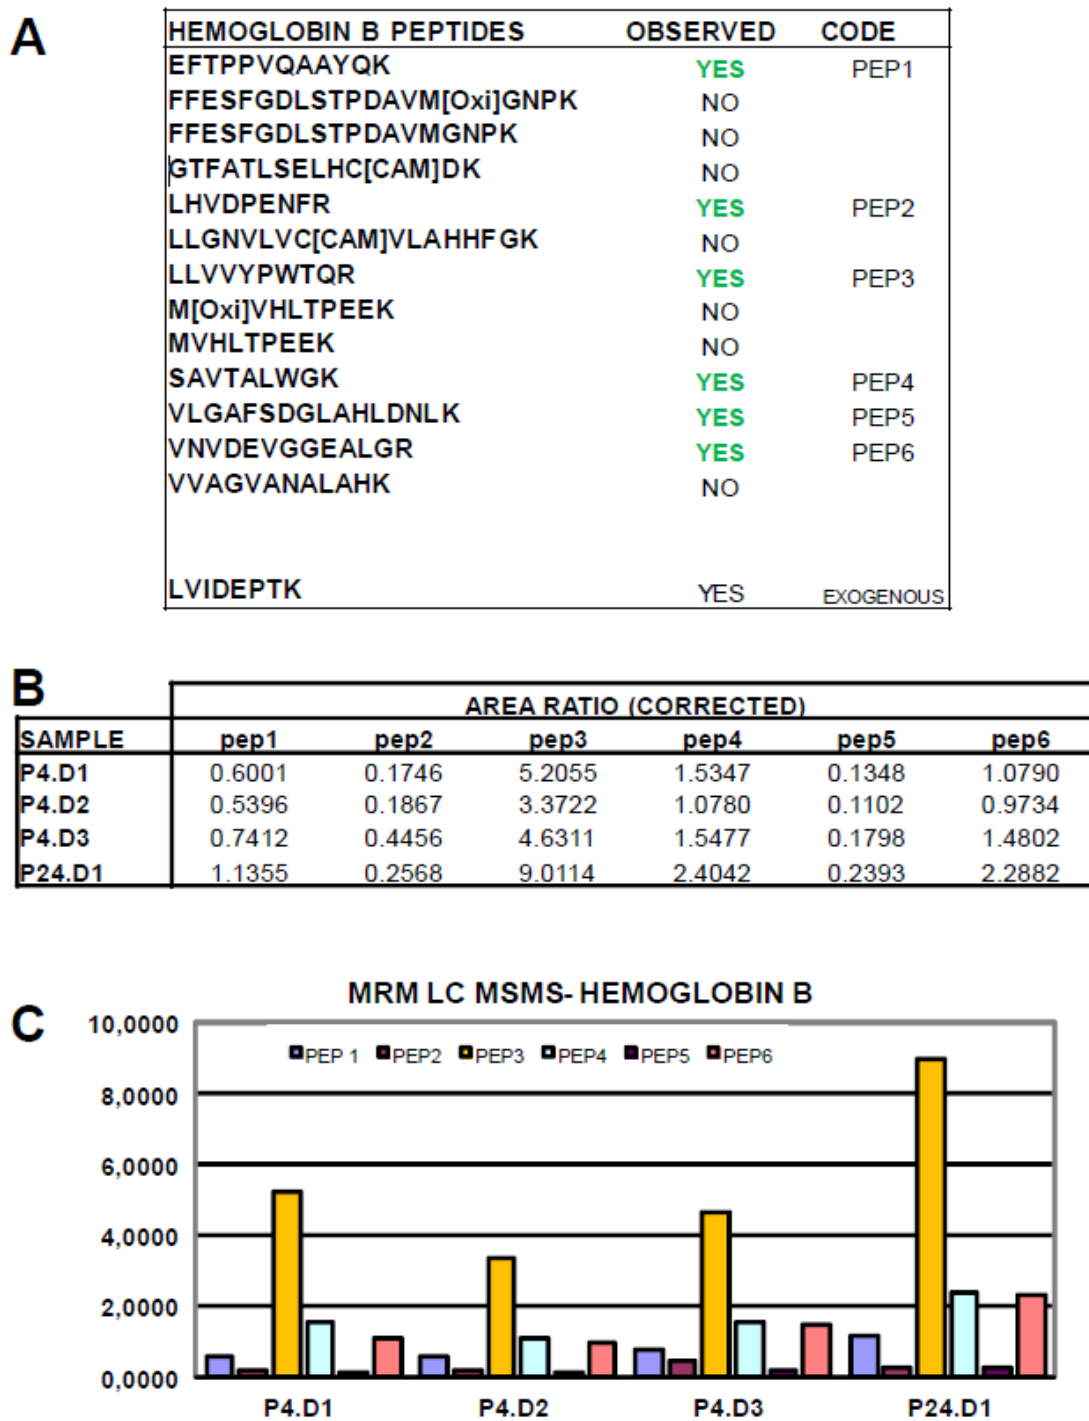 A
HEMOGLOBIN B PEPTIDES OBSERVED CODE
EFTPPVQAAYQK YES PEP1
FFESFGDLSTPDAVM[Oxi]GNPK NO
FFESFGDLSTPDAVMGNPK NO
GTFATLSELHC[CAM]DK NO
LHVDPENFR YES PEP2
LLGNVLVC[CAM]VLAHHFGK NO
LLVVYPWTQR YES PEP3
M[Oxi]VHLTPEEK NO
MVHLTPEEK NO
SAVTALWGK YES PEP4
VLGAFSDGLAHLDNLK YES PEP5
VNVDEVGGEALGR YES PEP6
VVAGVANALAHK NO
LVIDEPTK YES EXOGENOUS
B
AREA RATIO (CORRECTED)
SAMPLE pep1 pep2 pep3 pep4 pep5 pep6
P4.D1 0.6001 0.1746 5.2055 1.5347 0.1348 1.0790
P4.D2 0.5396 0.1867 3.3722 1.0780 0.1102 0.9734
P4.D3 0.7412 0.4456 4.6311 1.5477 0.1798 1.4802
P24.D1 1.1355 0.2568 9.0114 2.4042 0.2393 2.2882
C
MRM LC MSMS- HEMOGLOBIN B
10,0000
PEP 1 PEP2 PEP3 PEP4 PEP5 PEP6
8,0000
6,0000
4,0000
2,0000
0,0000
P4.D1 P4.D2 P4.D3 P24.D1